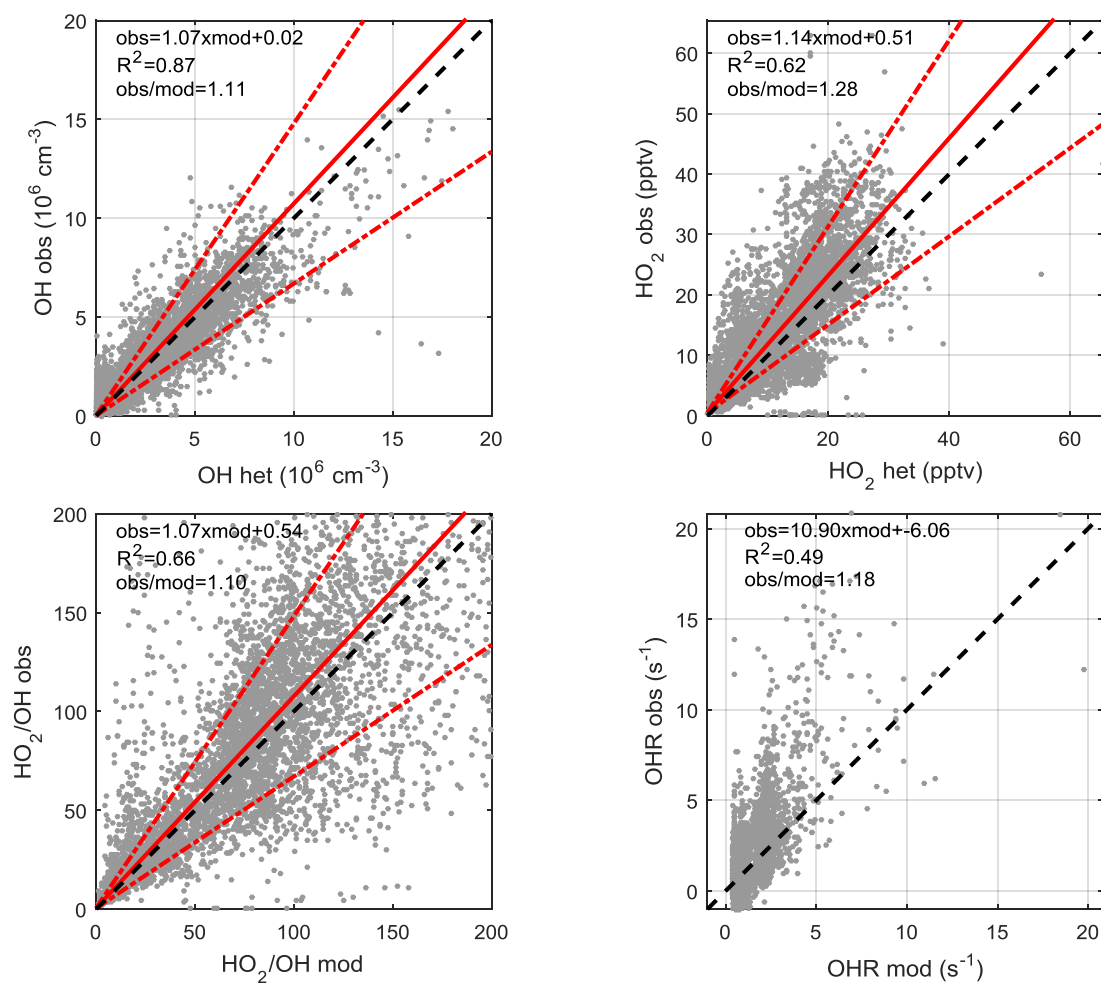 obs=1.07xmod+0.02
R²=0.87
obs/mod=1.11
20
15
10
5
0
OH obs (10⁶ cm⁻³)
0 5 10 15 20
OH het (10⁶ cm⁻³)
obs=1.14xmod+0.51
R²=0.62
obs/mod=1.28
60
50
40
30
20
10
0
HO₂ obs (pptv)
0 20 40 60
HO₂ het (pptv)
obs=1.07xmod+0.54
R²=0.66
obs/mod=1.10
200
150
100
50
0
HO₂/OH obs
0 50 100 150 200
HO₂/OH mod
obs=10.90xmod+-6.06
R²=0.49
obs/mod=1.18
20
15
10
5
0
OHR obs (s⁻¹)
0 5 10 15 20
OHR mod (s⁻¹)